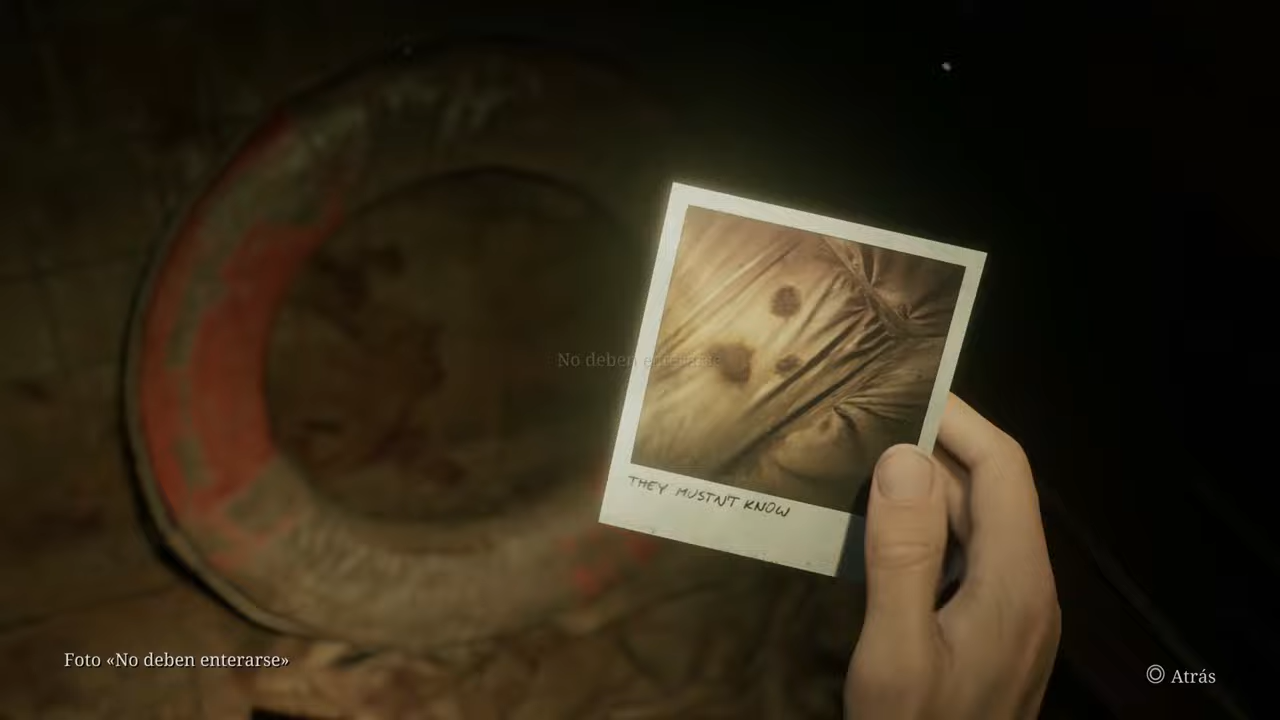 No deben enterarse
THEY MUSTN'T KNOW
Foto «No deben enterarse»
Atrás